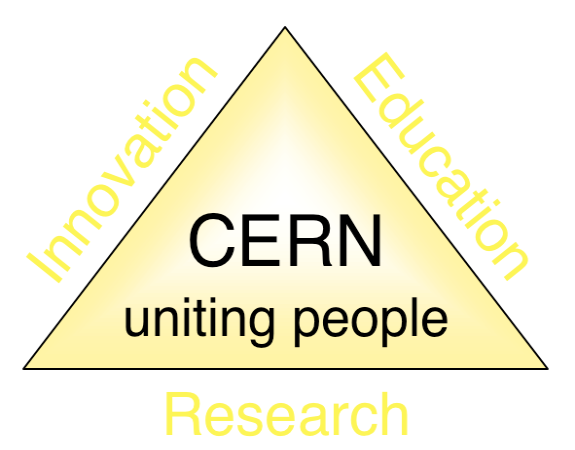 Innovation
Education
CERN
uniting people
Research